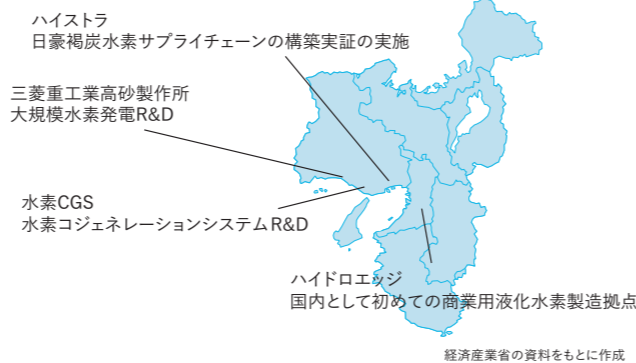 ハイストラ
日豪褐炭水素サプライチェーンの構築実証の実施
三菱重工業高砂製作所
大規模水素発電R&D
水素CGS
水素コジェネレーションシステムR&D
ハイドロエッジ
国内として初めての商業用液化水素製造拠点
経済産業省の資料をもとに作成